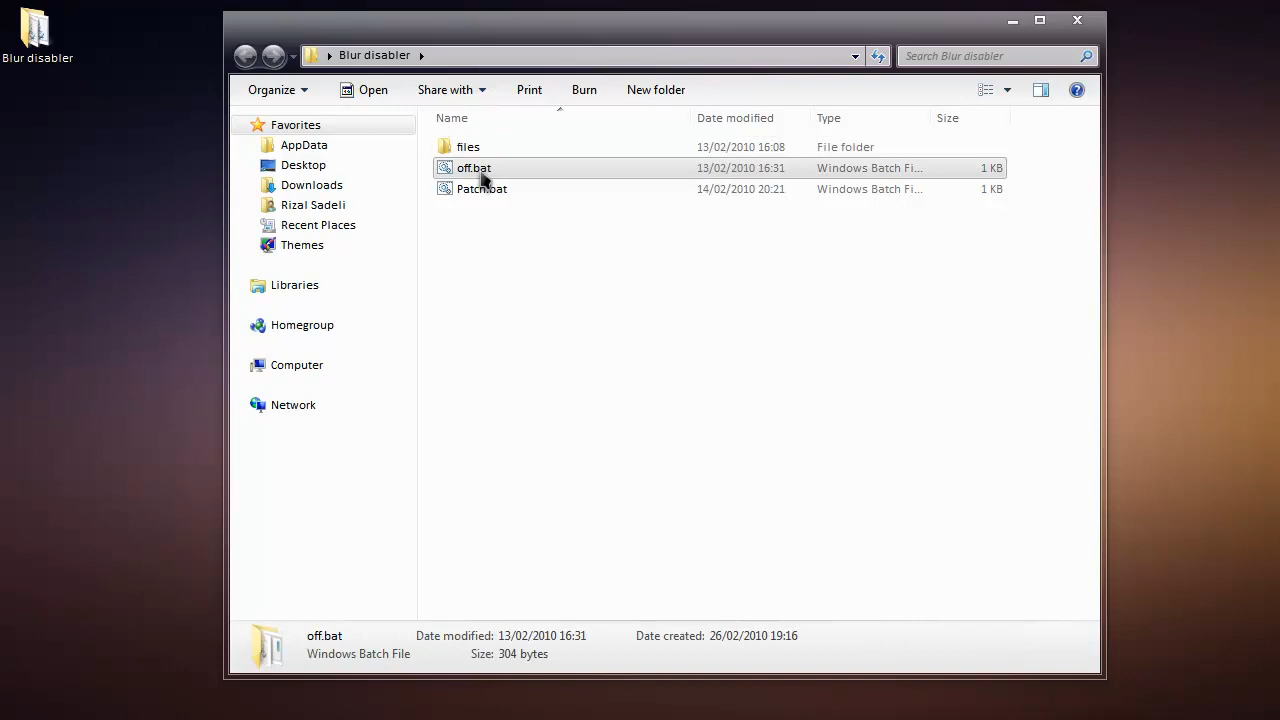 Blur disabler
Blur disabler
Search Blur disabler
Organize Open Share with Print Burn New folder
Name Date modified Type Size
Favorites
AppData
Desktop
Downloads
Rizal Sadeli
Recent Places
Themes
Libraries
Homegroup
Computer
Network
files 13/02/2010 16:08 File folder
off.bat 13/02/2010 16:31 Windows Batch Fi... 1 KB
Patch.bat 14/02/2010 20:21 Windows Batch Fi... 1 KB
off.bat Date modified: 13/02/2010 16:31 Date created: 26/02/2010 19:16
Windows Batch File Size: 304 bytes